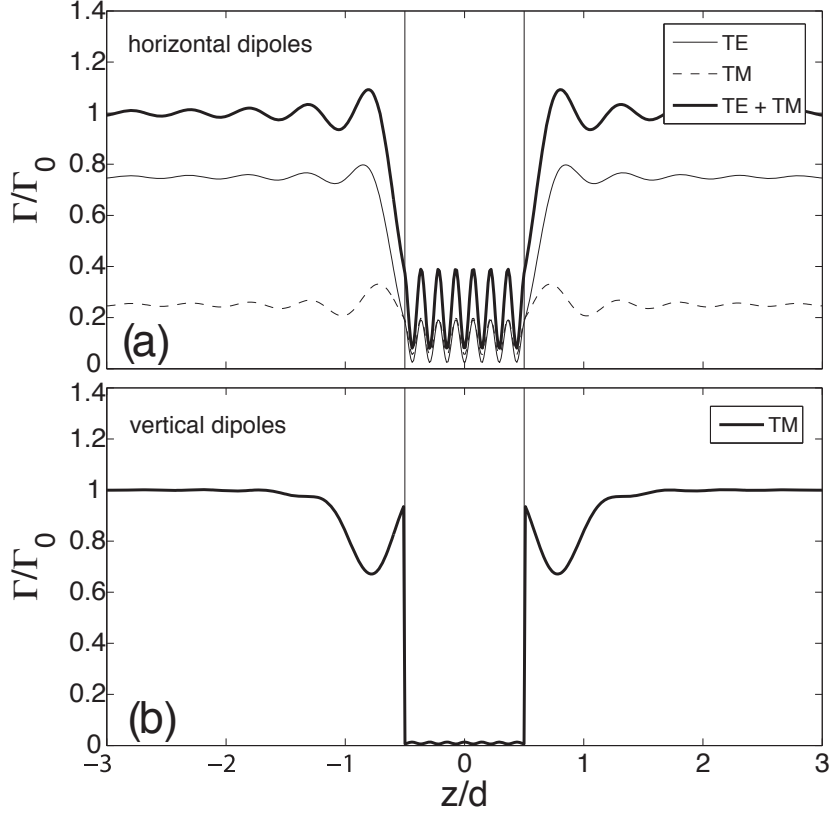 1.4
horizontal dipoles
TE
1.2
TM
1
TE + TM
0.8
Γ/Γ0
0.6
0.4
0.2
(a)
0
1.4
vertical dipoles
TM
1.2
1
0.8
Γ/Γ0
0.6
0.4
0.2
(b)
0
−3 −2 −1 0 1 2 3
z/d